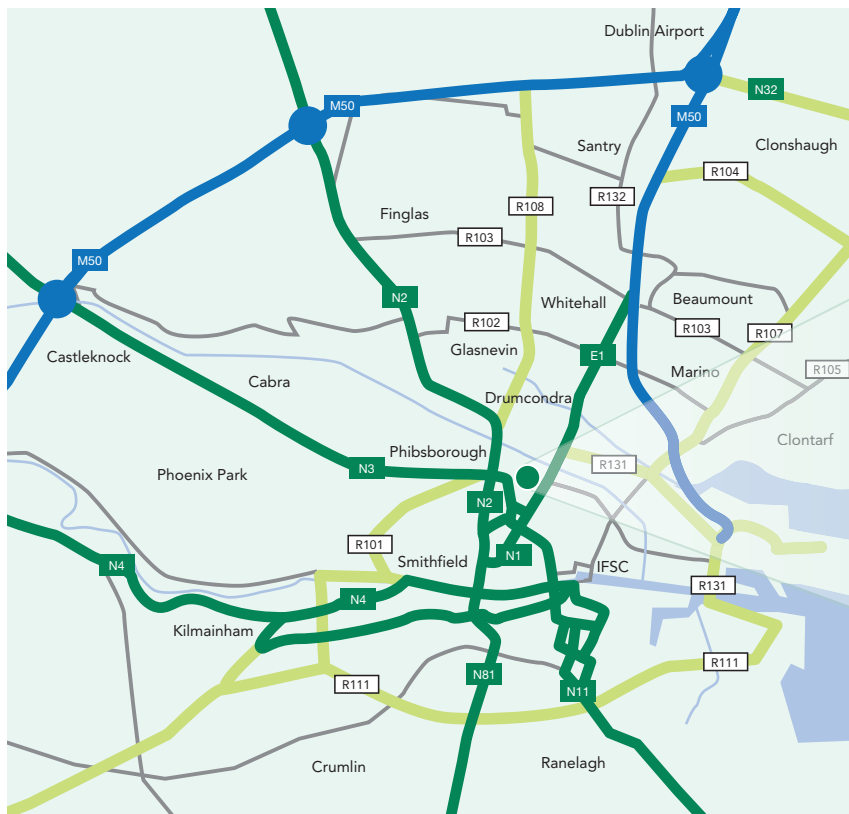 Dublin Airport
N32
M50
M50
Clonshaugh
Santry
R104
R132
R108
Finglas
R103
M50
N2
Whitehall
Beaumount
R102
R103
R107
Glasnevin
E1
Castleknock
Marino
R105
Cabra
Drumcondra
Clontarf
Phibsborough
R131
N3
Phoenix Park
N2
R101
N1
Smithfield
N4
IFSC
R131
N4
Kilmainham
R111
N81
R111
N11
Crumlin
Ranelagh